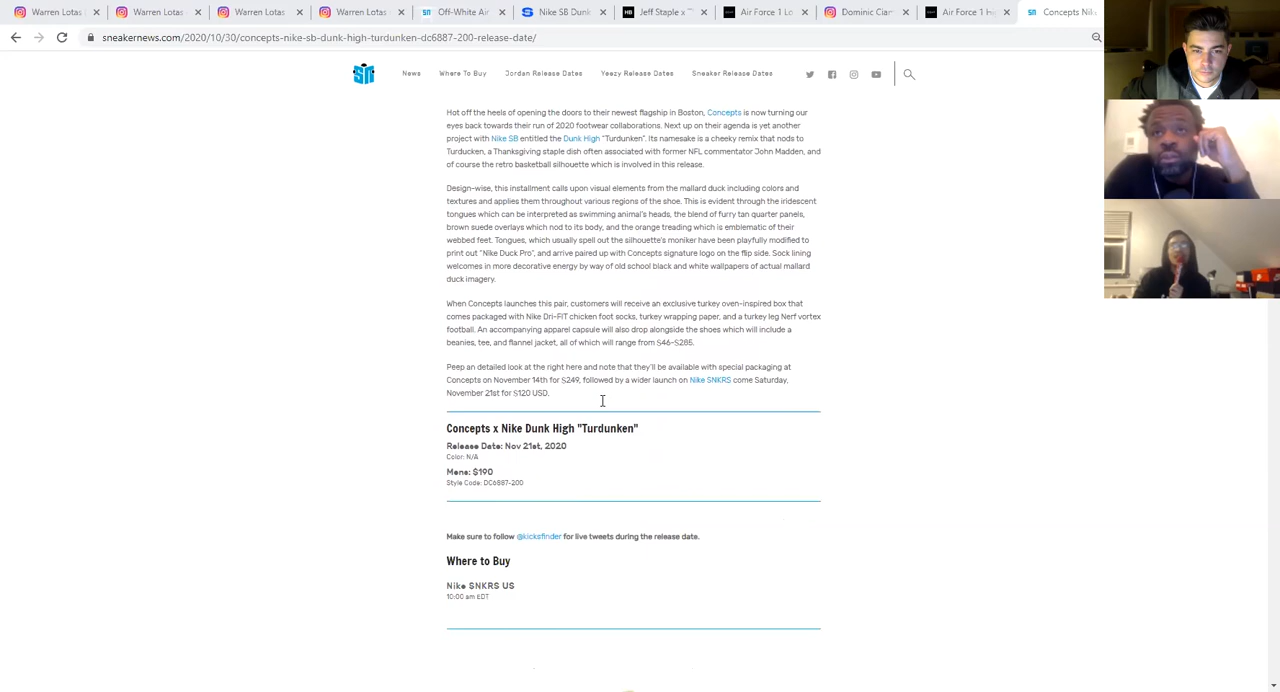 Warren Lotas
Warren Lotas
Warren Lotas
Warren Lotas
Off-White Air
Nike SB Dunk
Jeff Staple x "
Air Force 1 Lo
Dominic Ciar
Air Force 1 Hi
Concepts Nik
sneakernews.com/2020/10/30/concepts-nike-sb-dunk-high-turdunken-dc6887-200-release-date/
News Where To Buy Jordan Release Dates Yeezy Release Dates Sneaker Release Dates
Hot off the heels of opening the doors to their newest flagship in Boston, Concepts is now turning our
eyes back towards their run of 2020 footwear collaborations. Next up on their agenda is yet another
project with Nike SB entitled the Dunk High "Turdunken". Its namesake is a cheeky remix that nods to
Turducken, a Thanksgiving staple dish often associated with former NFL commentator John Madden, and
of course the retro basketball silhouette which is involved in this release.
Design-wise, this installment calls upon visual elements from the mallard duck including colors and
textures and applies them throughout various regions of the shoe. This is evident through the iridescent
tongues which can be interpreted as swimming animal's heads, the blend of furry tan quarter panels,
brown suede overlays which nod to its body, and the orange treading which is emblematic of their
webbed feet. Tongues, which usually spell out the silhouette's moniker have been playfully modified to
print out "Nike Duck Pro", and arrive paired up with Concepts signature logo on the flip side. Sock lining
welcomes in more decorative energy by way of old school black and white wallpapers of actual mallard
duck imagery.
When Concepts launches this pair, customers will receive an exclusive turkey oven-inspired box that
comes packaged with Nike Dri-FIT chicken foot socks, turkey wrapping paper, and a turkey leg Nerf vortex
football. An accompanying apparel capsule will also drop alongside the shoes which will include a
beanies, tee, and flannel jacket, all of which will range from $46-$285.
Peep an detailed look at the right here and note that they'll be available with special packaging at
Concepts on November 14th for $249, followed by a wider launch on Nike SNKRS come Saturday,
November 21st for $120 USD.
Concepts x Nike Dunk High "Turdunken"
Release Date: Nov 21st, 2020
Color: N/A
Mens: $190
Style Code: DC6887-200
Make sure to follow @kicksfinder for live tweets during the release date.
Where to Buy
Nike SNKRS US
10:00 am EDT